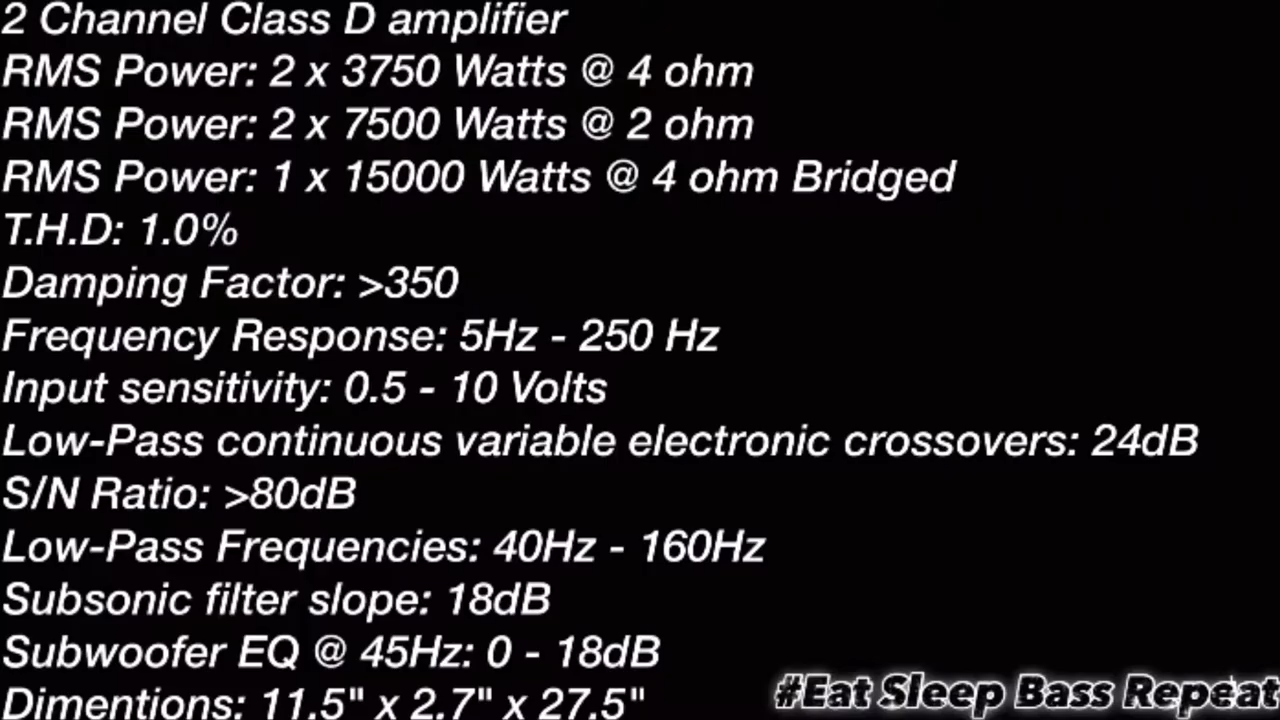 2 Channel Class D amplifier
RMS Power: 2 x 3750 Watts @ 4 ohm
RMS Power: 2 x 7500 Watts @ 2 ohm
RMS Power: 1 x 15000 Watts @ 4 ohm Bridged
T.H.D: 1.0%
Damping Factor: >350
Frequency Response: 5Hz - 250 Hz
Input sensitivity: 0.5 - 10 Volts
Low-Pass continuous variable electronic crossovers: 24dB
S/N Ratio: >80dB
Low-Pass Frequencies: 40Hz - 160Hz
Subsonic filter slope: 18dB
Subwoofer EQ @ 45Hz: 0 - 18dB
Dimentions: 11.5" x 2.7" x 27.5"
#Eat Sleep Bass Repeat